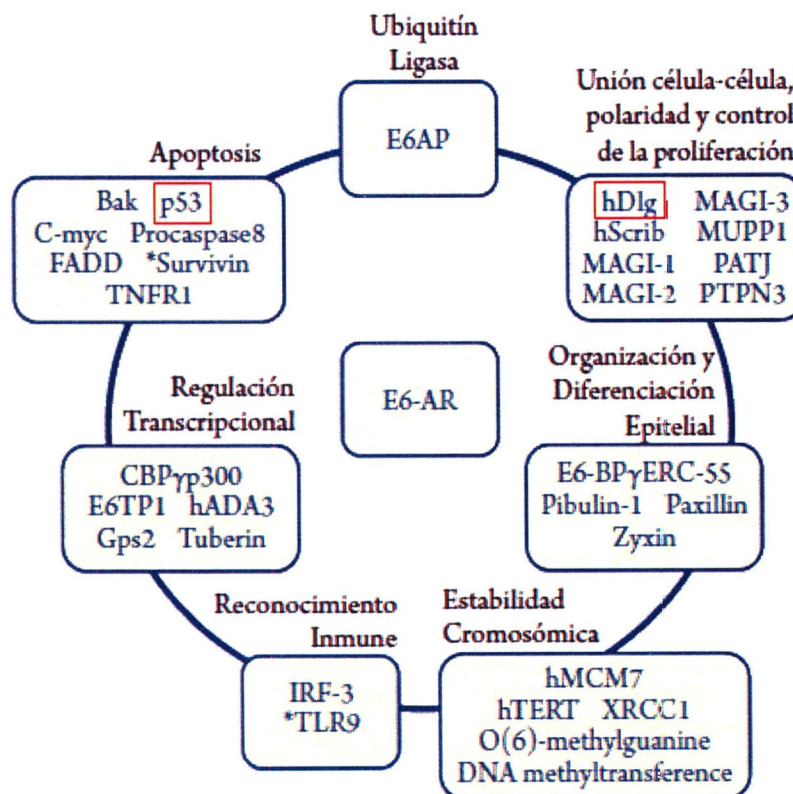 Ubiquitín
Ligasa
E6AP
Unión célula-célula,
polaridad y control
de la proliferación
hDlg MAGI-3
hScrib MUPP1
MAGI-1 PATJ
MAGI-2 PTPN3
Apoptosis
Bak p53
C-myc Procaspase8
FADD *Survivin
TNFR1
E6-AR
Organización y
Diferenciación
Epitelial
E6-BPγERC-55
Pibulin-1 Paxillin
Zyxin
Regulación
Transcripcional
CBPγp300
E6TP1 hADA3
Gps2 Tuberin
Reconocimiento
Inmune
IRF-3
*TLR9
Estabilidad
Cromosómica
hMCM7
hTERT XRCC1
O(6)-methylguanine
DNA methyltransference